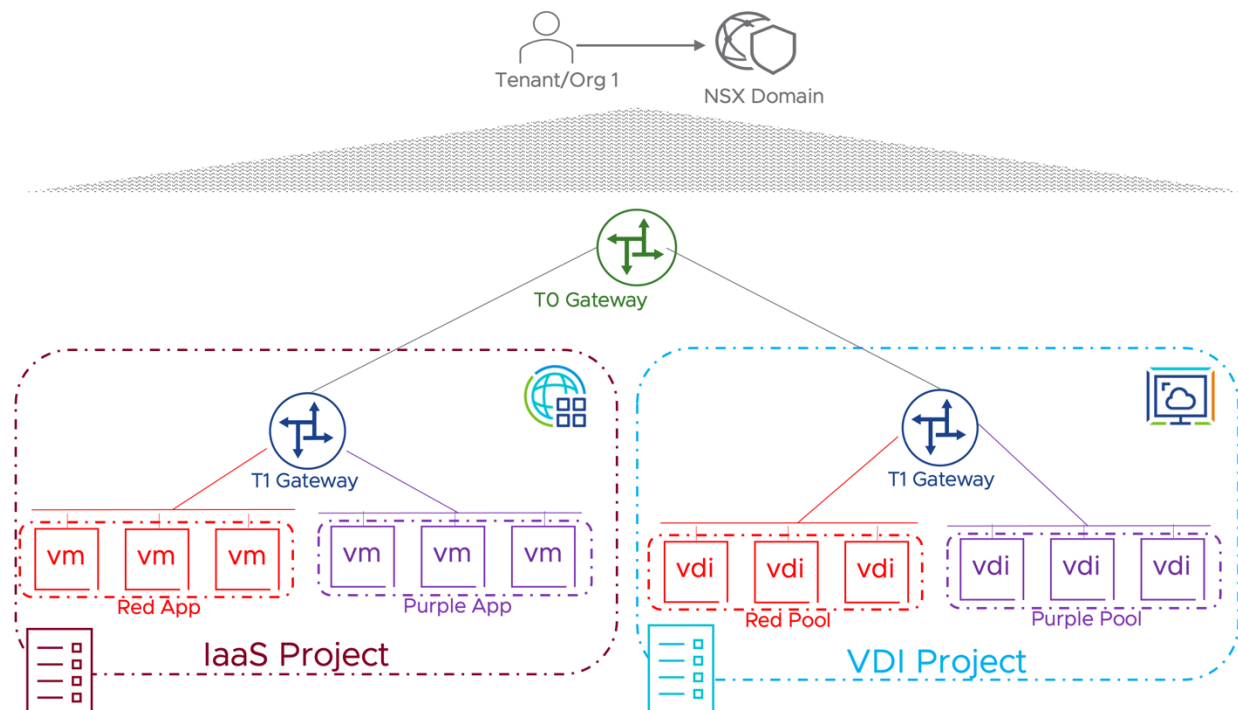 Tenant/Org 1
NSX Domain
T0 Gateway
T1 Gateway
T1 Gateway
vm vm vm
vm vm vm
vdi vdi vdi
vdi vdi vdi
Red App
Purple App
Red Pool
Purple Pool
IaaS Project
VDI Project